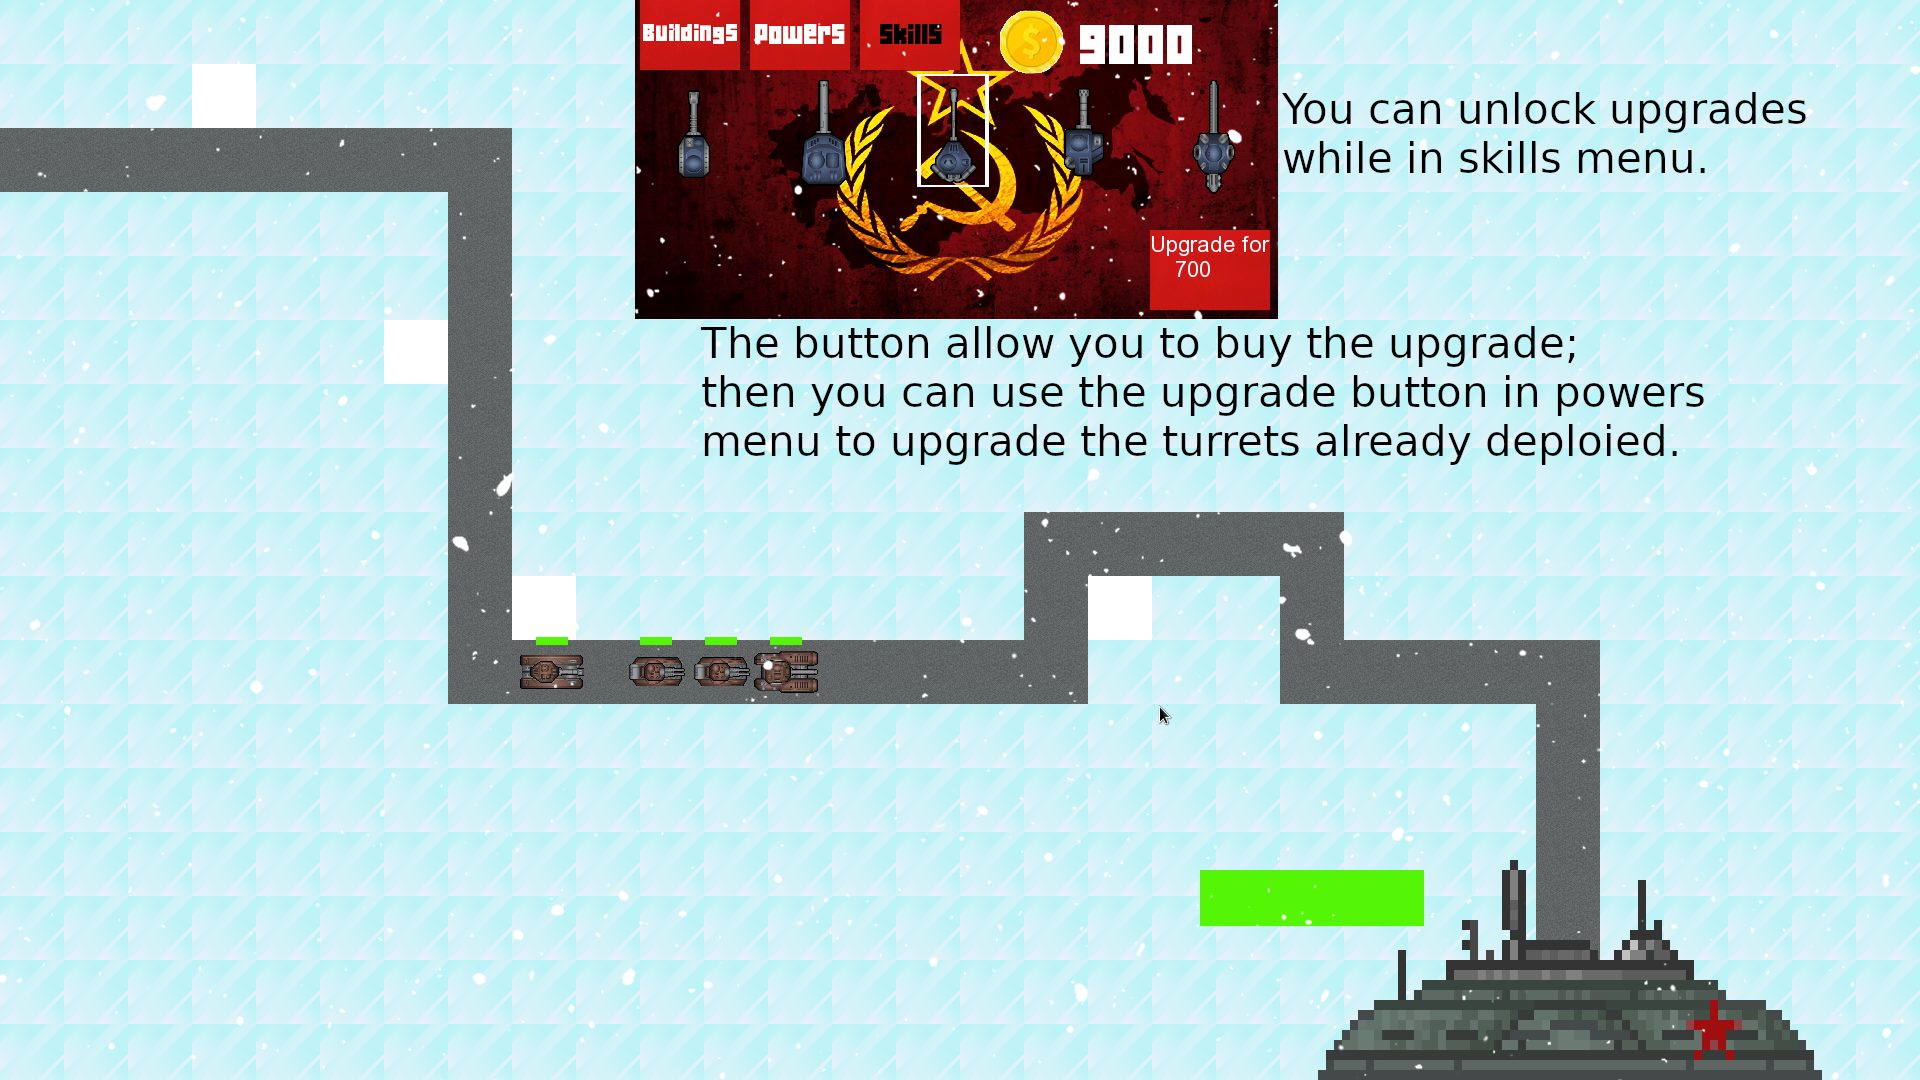 Buildings Powers Skills $ 9000
You can unlock upgrades
while in skills menu.
Upgrade for
700
The button allow you to buy the upgrade;
then you can use the upgrade button in powers
menu to upgrade the turrets already deploied.